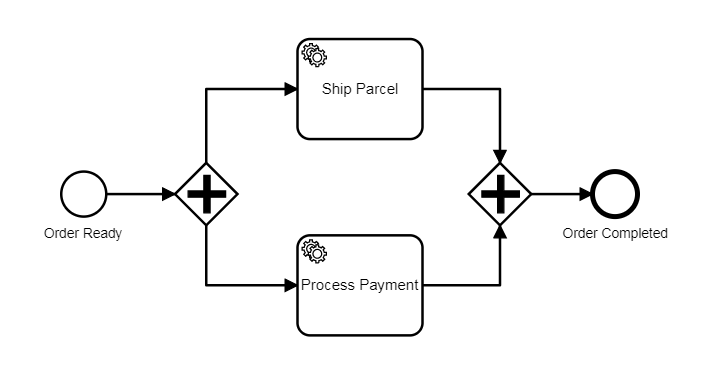 Ship Parcel
Order Ready
Order Completed
Process Payment